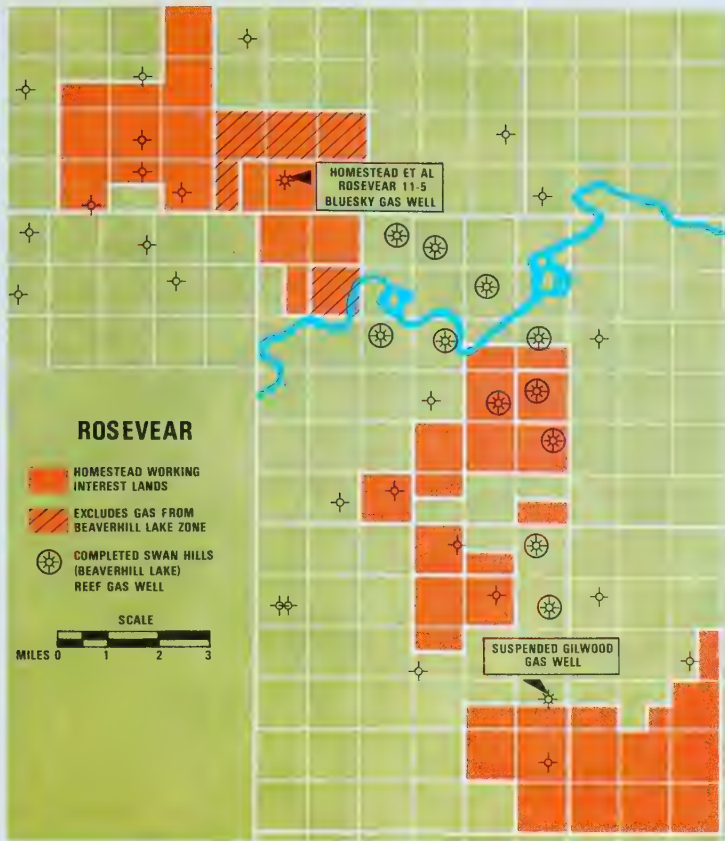 HOMESTEAD ET AL
ROSEVEAR 11-5
BLUESKY GAS WELL
ROSEVEAR
HOMESTEAD WORKING
INTEREST LANDS
EXCLUDES GAS FROM
BEAVERHILL LAKE ZONE
COMPLETED SWAN HILLS
(BEAVERHILL LAKE)
REEF GAS WELL
SCALE
MILES 0 1 2 3
SUSPENDED GILWOOD
GAS WELL